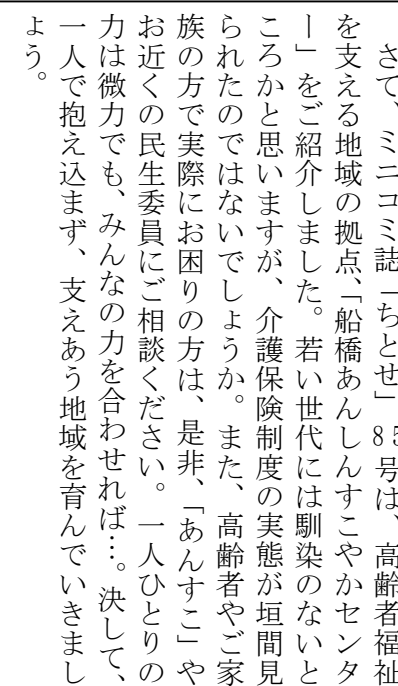 さて、ミニコミ誌「ちとせ」85号は、高齢者福祉
を支える地域の拠点、「船橋あんしんすこやかセンタ
ー」をご紹介しました。若い世代には馴染のないと
ころかと思いますが、介護保険制度の実態が垣間見
られたのではないでしょうか。また、高齢者やご家
族の方で実際にお困りの方は、是非、「あんすこ」や
お近くの民生委員にご相談ください。一人ひとりの
力は微力でも、みんなの力を合わせれば…。決して、
一人で抱え込まず、支えあう地域を育んでいきまし
ょう。